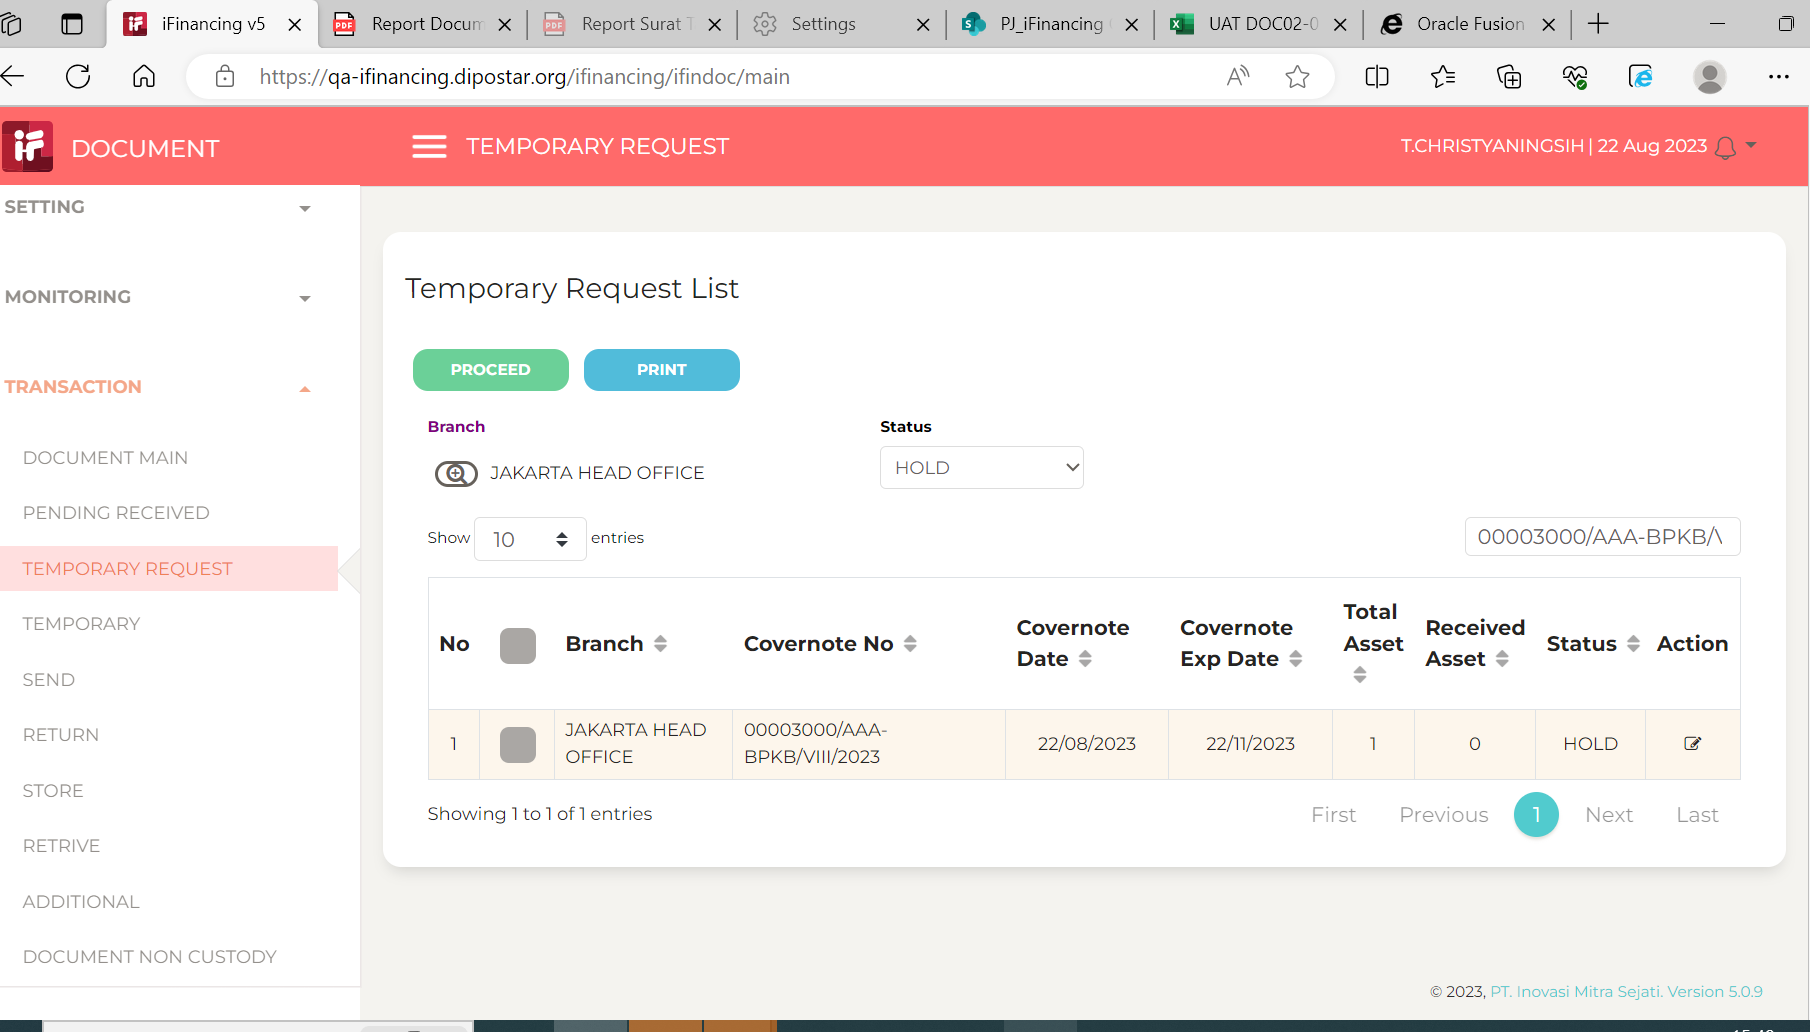 iFinancing v5
Report Docum
Report Surat T
Settings
PJ_iFinancing
UAT DOC02-0
Oracle Fusion
https://qa-ifinancing.dipostar.org/ifinancing/ifindoc/main
iF DOCUMENT
TEMPORARY REQUEST
T.CHRISTYANINGSIH | 22 Aug 2023
SETTING
MONITORING
TRANSACTION
DOCUMENT MAIN
PENDING RECEIVED
TEMPORARY REQUEST
TEMPORARY
SEND
RETURN
STORE
RETRIVE
ADDITIONAL
DOCUMENT NON CUSTODY
Temporary Request List
PROCEED PRINT
Branch Status
JAKARTA HEAD OFFICE HOLD
Show 10 entries 00003000/AAA-BPKB/\
No Branch Covernote No Covernote Date Covernote Exp Date Total Asset Received Asset Status Action
1 JAKARTA HEAD OFFICE 00003000/AAA-BPKB/VIII/2023 22/08/2023 22/11/2023 1 0 HOLD
Showing 1 to 1 of 1 entries First Previous 1 Next Last
© 2023, PT. Inovasi Mitra Sejati. Version 5.0.9